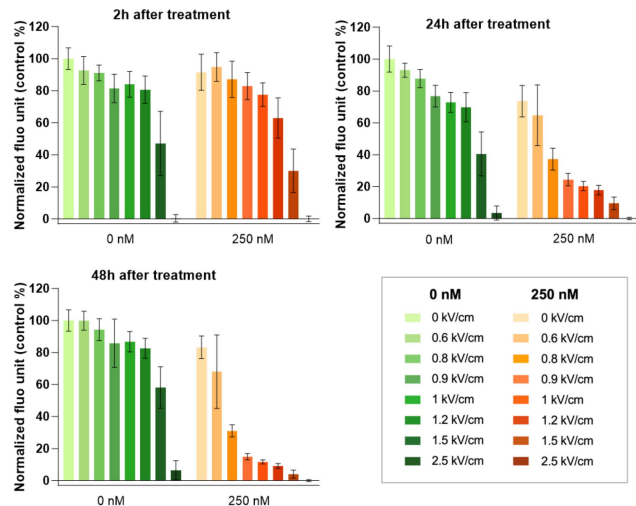 2h after treatment
Normalized fluo unit (control %)
120
100
80
60
40
20
0
0 nM
250 nM
24h after treatment
Normalized fluo unit (control %)
120
100
80
60
40
20
0
0 nM
250 nM
48h after treatment
Normalized fluo unit (control %)
120
100
80
60
40
20
0
0 nM
250 nM
0 nM 250 nM
0 kV/cm 0 kV/cm
0.6 kV/cm 0.6 kV/cm
0.8 kV/cm 0.8 kV/cm
0.9 kV/cm 0.9 kV/cm
1 kV/cm 1 kV/cm
1.2 kV/cm 1.2 kV/cm
1.5 kV/cm 1.5 kV/cm
2.5 kV/cm 2.5 kV/cm